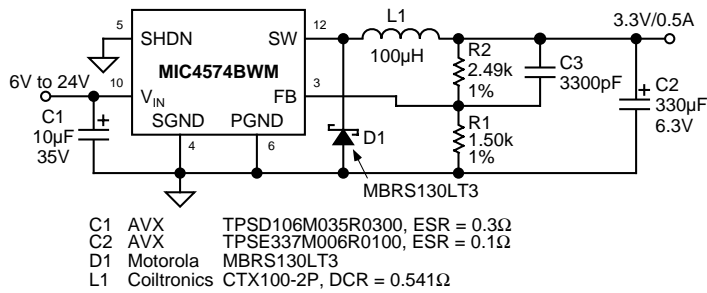 L1
3.3V/0.5A
5
SHDN
SW
12
100µH
R2
2.49k
1%
C3
3300pF
MIC4574BWM
6V to 24V
10
VIN
FB
3
C2
330µF
6.3V
C1
10µF
35V
SGND
PGND
4
6
D1
R1
1.50k
1%
MBRS130LT3
C1 AVX TPSD106M035R0300, ESR = 0.3Ω
C2 AVX TPSE337M006R0100, ESR = 0.1Ω
D1 Motorola MBRS130LT3
L1 Coiltronics CTX100-2P, DCR = 0.541Ω